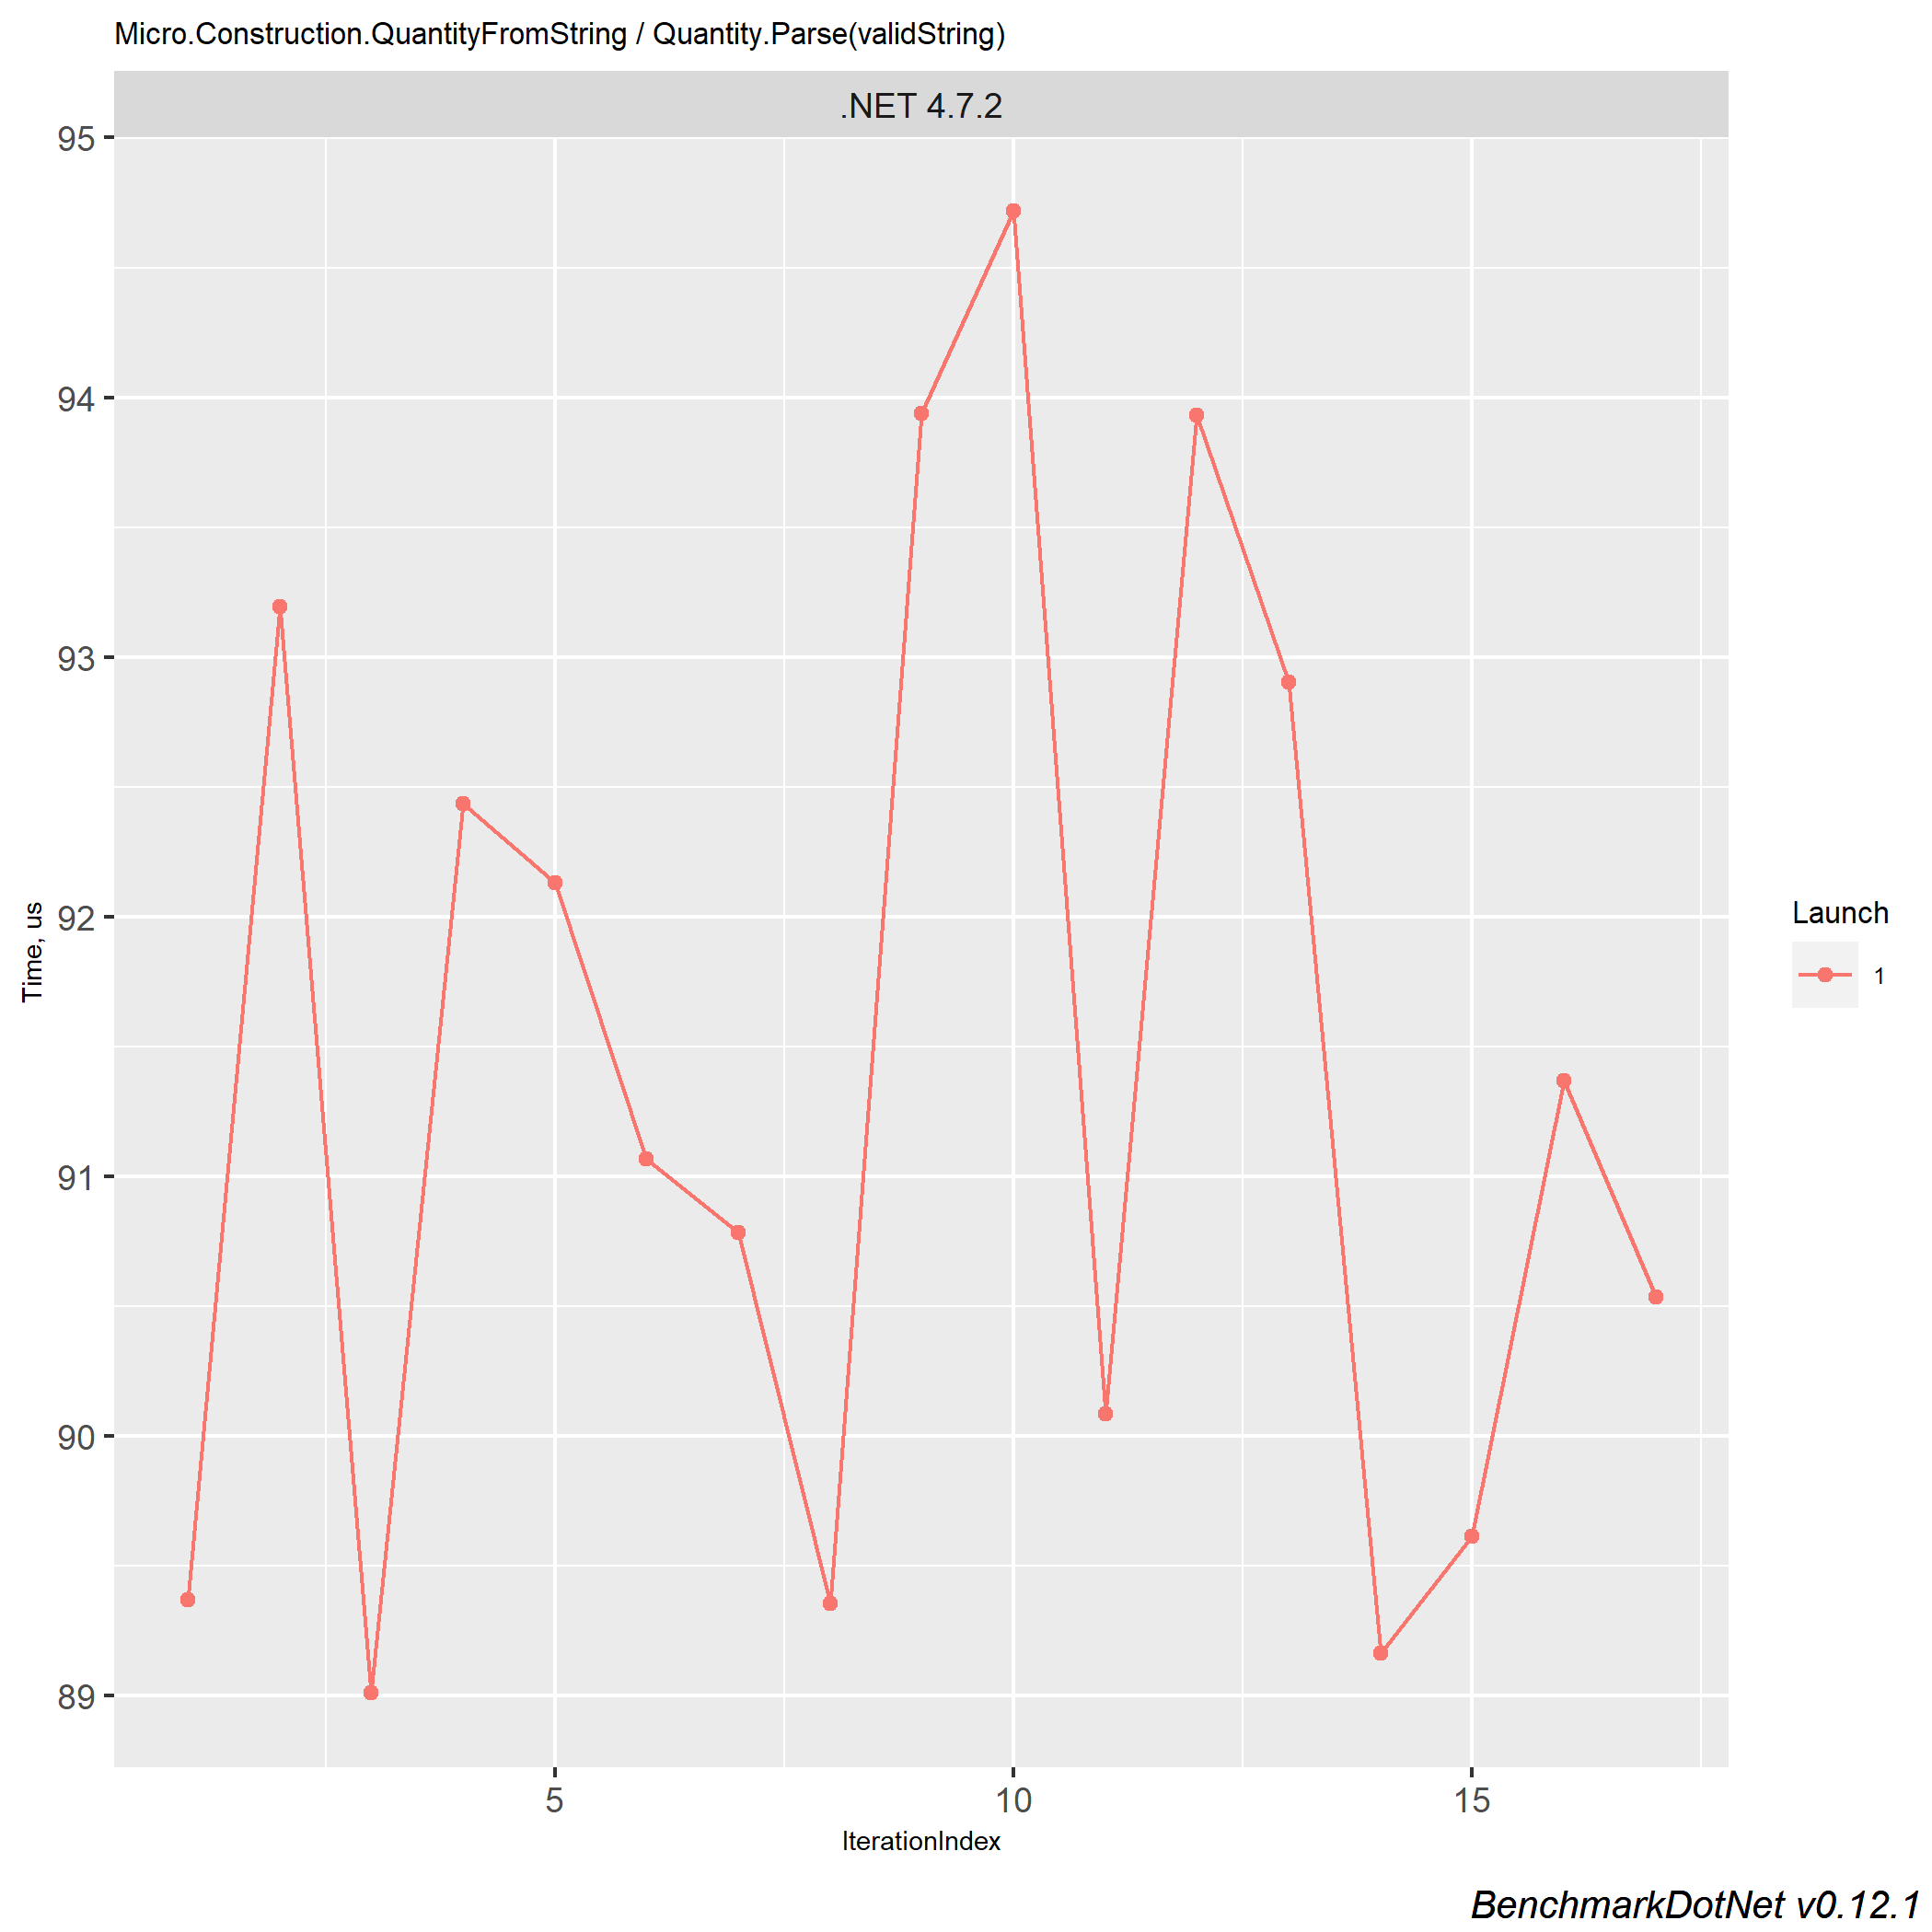 Micro.Construction.QuantityFromString / Quantity.Parse(validString)
.NET 4.7.2
95
94
93
92
91
90
89
Time, us
5 10 15
IterationIndex
Launch
1
BenchmarkDotNet v0.12.1